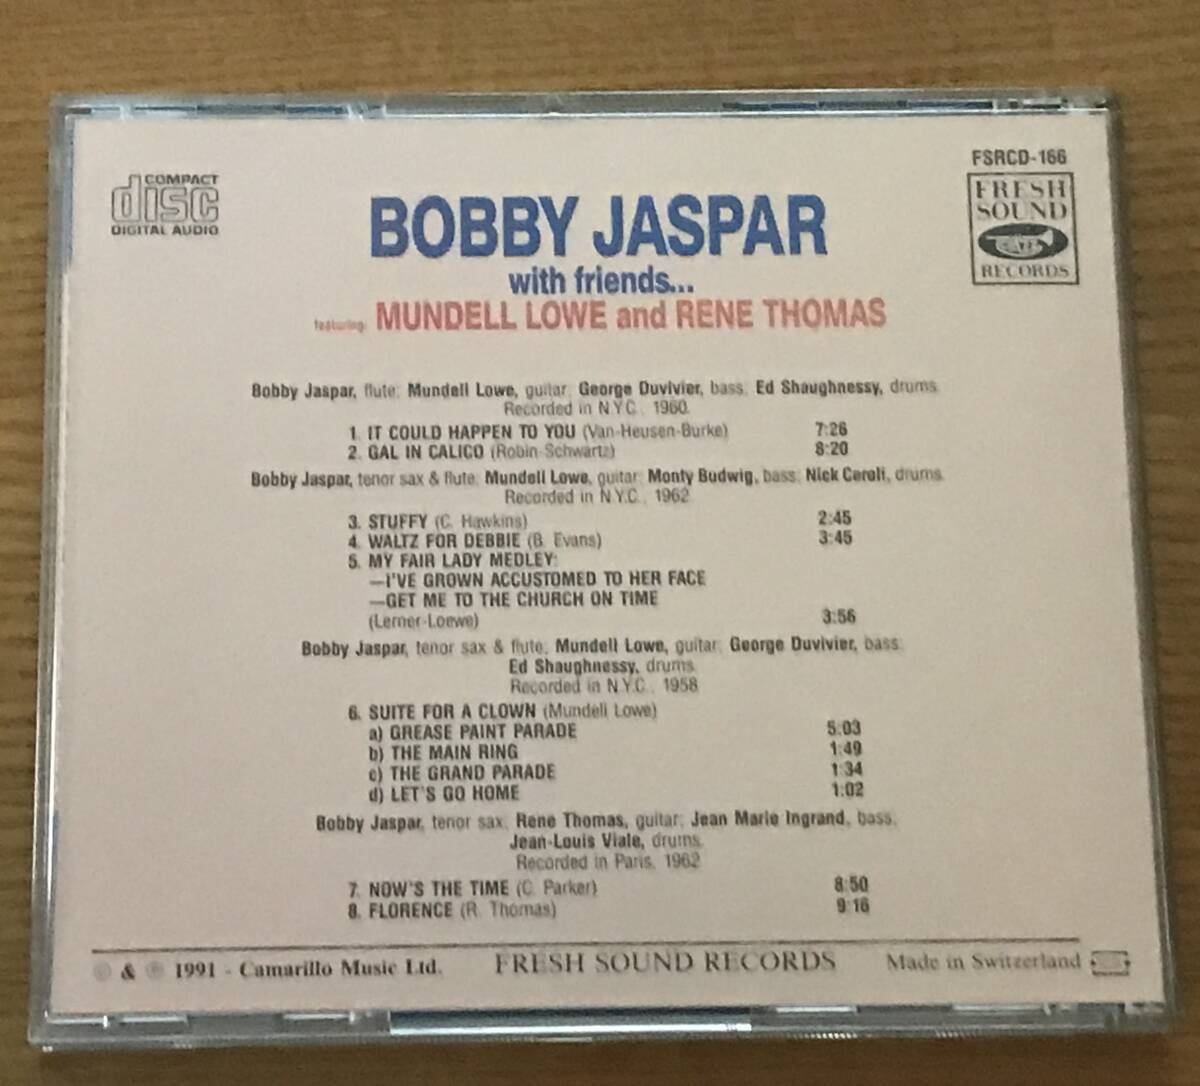 COMPACT
disc
DIGITAL AUDIO
FSRCD-166
FRESH
SOUND
RECORDS
BOBBY JASPAR
with friends...
featuring: MUNDELL LOWE and RENE THOMAS
Bobby Jaspar, flute; Mundell Lowe, guitar; George Duvivier, bass; Ed Shaughnessy, drums.
Recorded in N.Y.C., 1960.
1. IT COULD HAPPEN TO YOU (Van-Heusen-Burke) 7:26
2. GAL IN CALICO (Robin-Schwartz) 8:20
Bobby Jaspar, tenor sax & flute; Mundell Lowe, guitar; Monty Budwig, bass; Nick Ceroli, drums.
Recorded in N.Y.C., 1962
3. STUFFY (C. Hawkins) 2:45
4. WALTZ FOR DEBBIE (B. Evans) 3:45
5. MY FAIR LADY MEDLEY:
—I'VE GROWN ACCUSTOMED TO HER FACE
—GET ME TO THE CHURCH ON TIME
(Lerner-Loewe) 3:56
Bobby Jaspar, tenor sax & flute; Mundell Lowe, guitar; George Duvivier, bass;
Ed Shaughnessy, drums.
Recorded in N.Y.C., 1958
6. SUITE FOR A CLOWN (Mundell Lowe)
a) GREASE PAINT PARADE 5:03
b) THE MAIN RING 1:49
c) THE GRAND PARADE 1:34
d) LET'S GO HOME 1:02
Bobby Jaspar, tenor sax; Rene Thomas, guitar; Jean Marie Ingrand, bass;
Jean-Louis Viale, drums.
Recorded in Paris, 1962
7. NOW'S THE TIME (C. Parker) 8:50
8. FLORENCE (R. Thomas) 9:16
© & ℗ 1991 - Camarillo Music Ltd. FRESH SOUND RECORDS Made in Switzerland